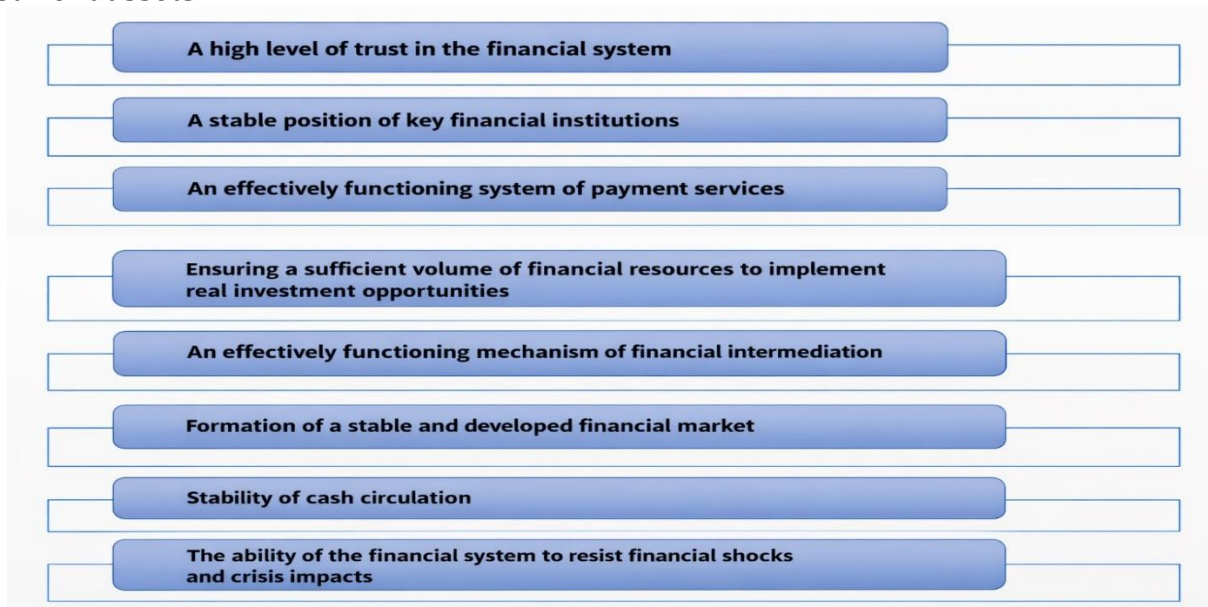 A high level of trust in the financial system
A stable position of key financial institutions
An effectively functioning system of payment services
Ensuring a sufficient volume of financial resources to implement
real investment opportunities
An effectively functioning mechanism of financial intermediation
Formation of a stable and developed financial market
Stability of cash circulation
The ability of the financial system to resist financial shocks
and crisis impacts